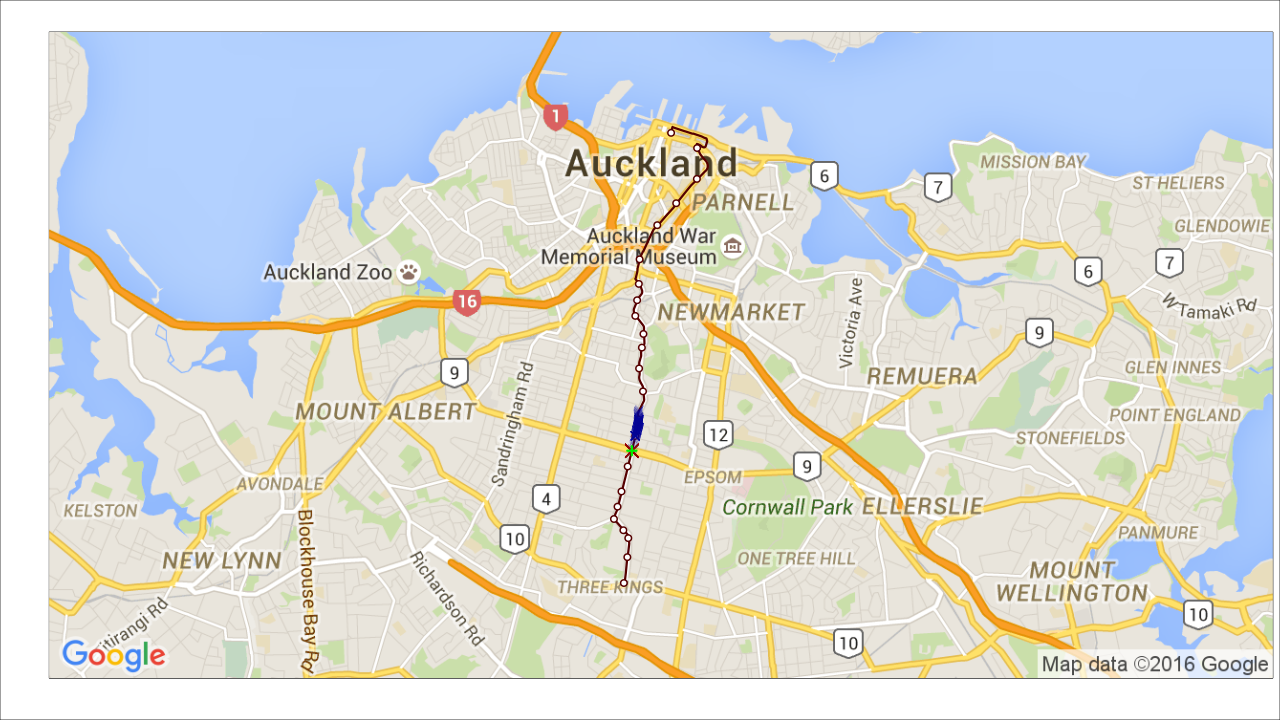 1
Auckland
MISSION BAY
6
7
ST HELIERS
PARNELL
GLENDOWIE
Auckland War
Memorial Museum
Auckland Zoo
6
7
16
W Tamaki Rd
NEWMARKET
Victoria Ave
9
9
Sandringham Rd
REMUERA
GLEN INNES
MOUNT ALBERT
POINT ENGLAND
12
STONEFIELDS
9
EPSOM
AVONDALE
4
Cornwall Park
ELLERSLIE
KELSTON
Blockhouse Bay Rd
10
PANMURE
NEW LYNN
ONE TREE HILL
Richardson Rd
THREE KINGS
MOUNT
WELLINGTON
10
10
Google
Map data ©2016 Google